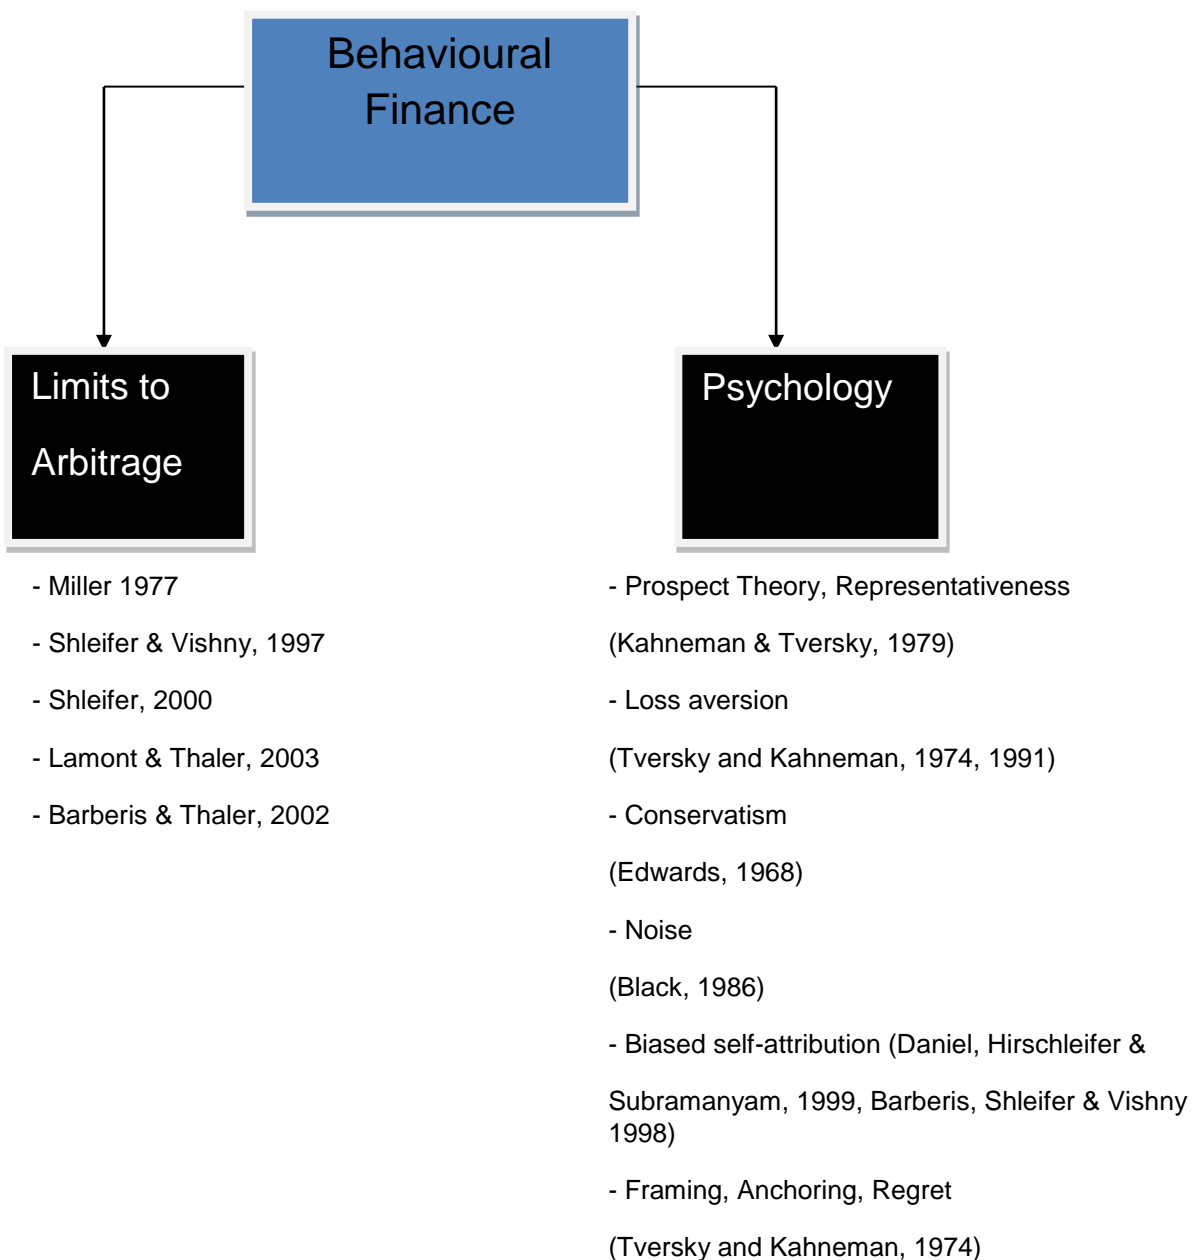 Behavioural
Finance
Limits to
Arbitrage
- Miller 1977
- Shleifer & Vishny, 1997
- Shleifer, 2000
- Lamont & Thaler, 2003
- Barberis & Thaler, 2002
Psychology
- Prospect Theory, Representativeness
(Kahneman & Tversky, 1979)
- Loss aversion
(Tversky and Kahneman, 1974, 1991)
- Conservatism
(Edwards, 1968)
- Noise
(Black, 1986)
- Biased self-attribution (Daniel, Hirschleifer &
Subramanyam, 1999, Barberis, Shleifer & Vishny
1998)
- Framing, Anchoring, Regret
(Tversky and Kahneman, 1974)